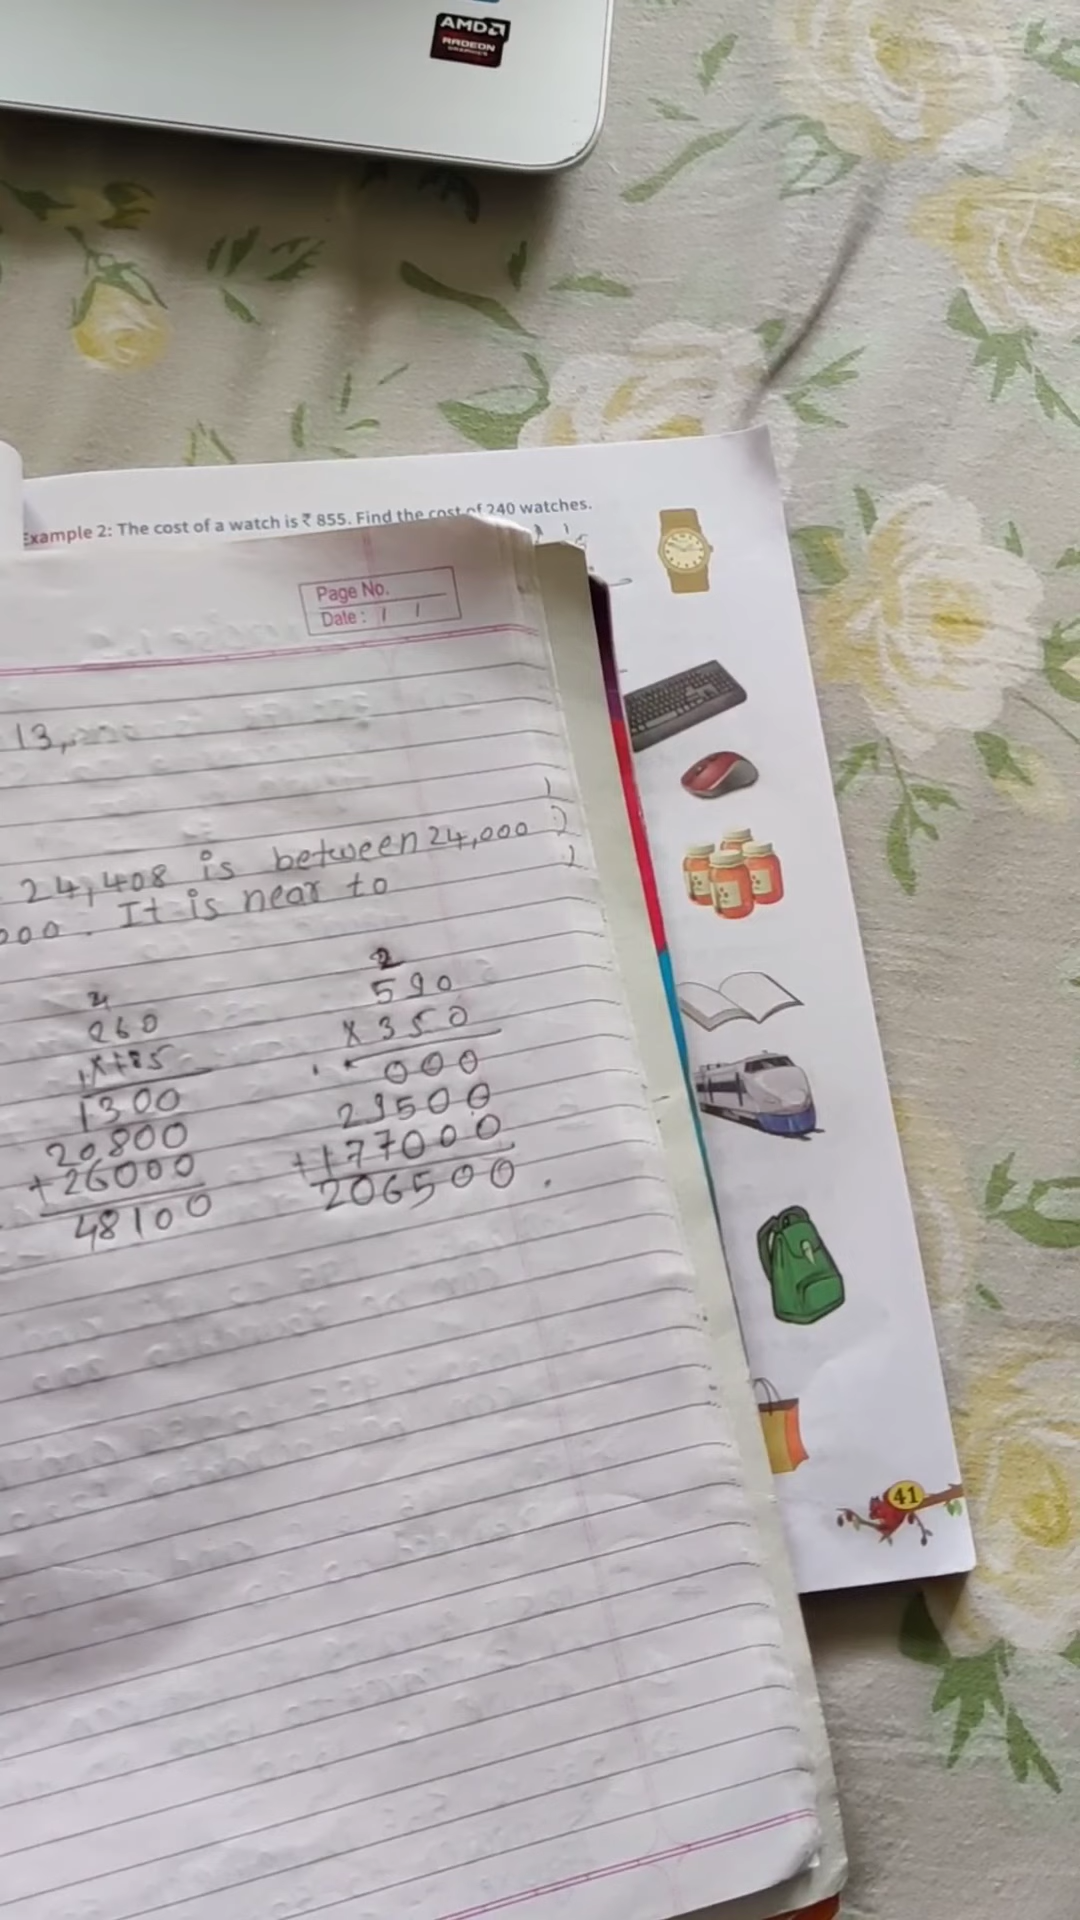 AMD
RADEON
GRAPHICS
Example 2: The cost of a watch is ₹ 855. Find the cost of 240 watches.
Page No.
Date : / /
13,
24,408 is between 24,000
000. It is near to
2
590
260
x 350
000
1300
29500
20800
+177000
+26000
206500.
48100
41